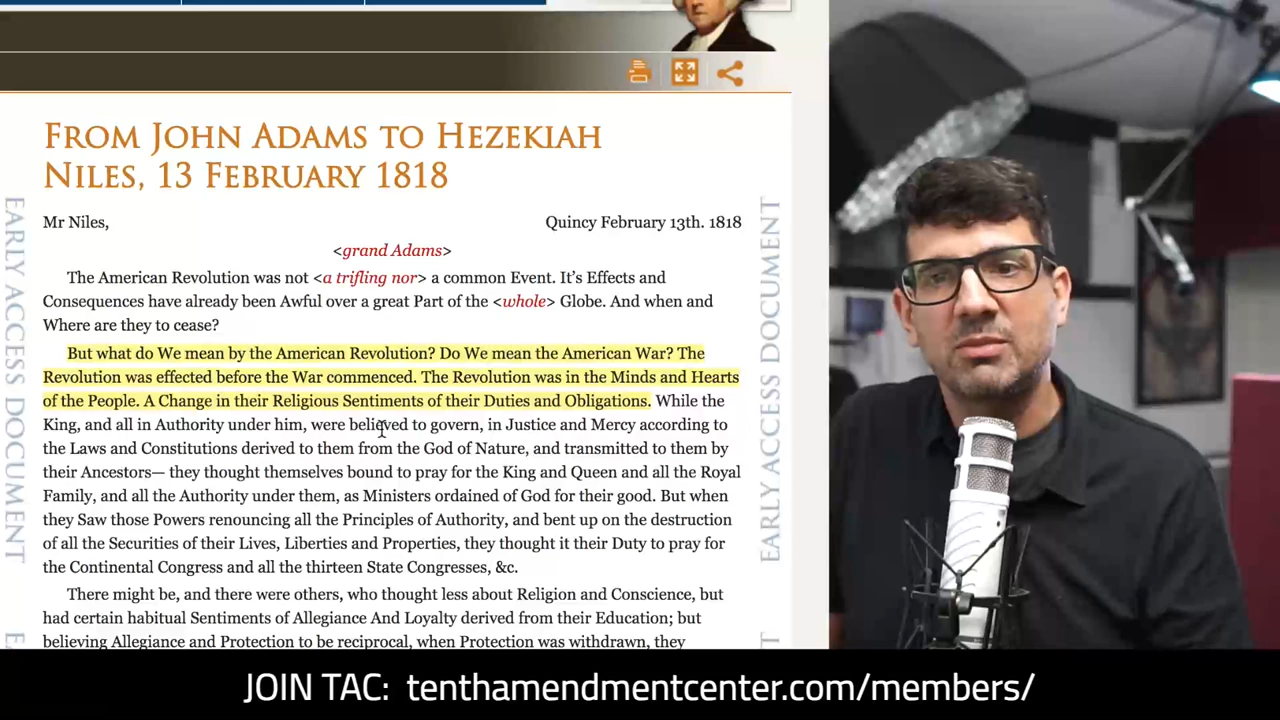 FROM JOHN ADAMS TO HEZEKIAH
NILES, 13 FEBRUARY 1818
Mr Niles,
Quincy February 13th. 1818
<grand Adams>
The American Revolution was not <a trifling nor> a common Event. It's Effects and
Consequences have already been Awful over a great Part of the <whole> Globe. And when and
Where are they to cease?
But what do We mean by the American Revolution? Do We mean the American War? The
Revolution was effected before the War commenced. The Revolution was in the Minds and Hearts
of the People. A Change in their Religious Sentiments of their Duties and Obligations. While the
King, and all in Authority under him, were believed to govern, in Justice and Mercy according to
the Laws and Constitutions derived to them from the God of Nature, and transmitted to them by
their Ancestors— they thought themselves bound to pray for the King and Queen and all the Royal
Family, and all the Authority under them, as Ministers ordained of God for their good. But when
they Saw those Powers renouncing all the Principles of Authority, and bent up on the destruction
of all the Securities of their Lives, Liberties and Properties, they thought it their Duty to pray for
the Continental Congress and all the thirteen State Congresses, &c.
There might be, and there were others, who thought less about Religion and Conscience, but
had certain habitual Sentiments of Allegiance And Loyalty derived from their Education; but
believing Allegiance and Protection to be reciprocal, when Protection was withdrawn, they
EARLY ACCESS DOCUMENT
EARLY ACCESS DOCUMENT
JOIN TAC: tenthamendmentcenter.com/members/